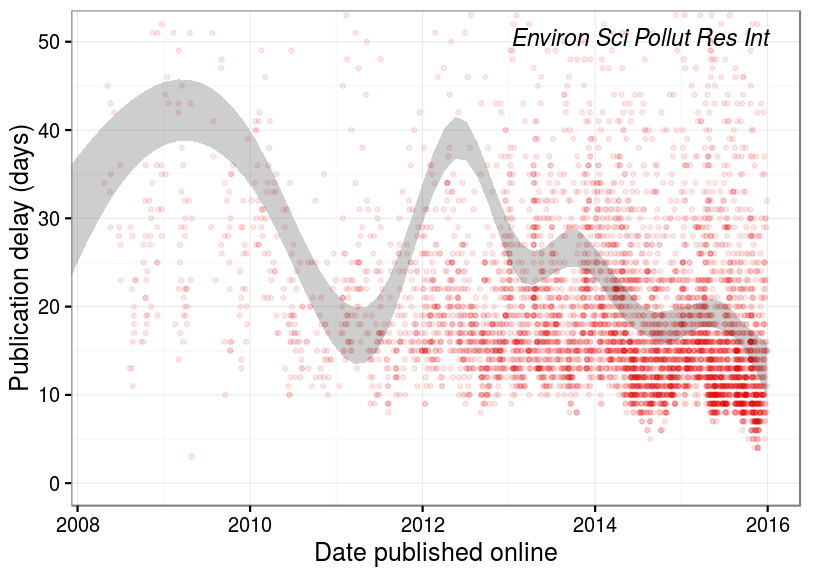 Environ Sci Pollut Res Int
Publication delay (days)
50
40
30
20
10
0
2008 2010 2012 2014 2016
Date published online